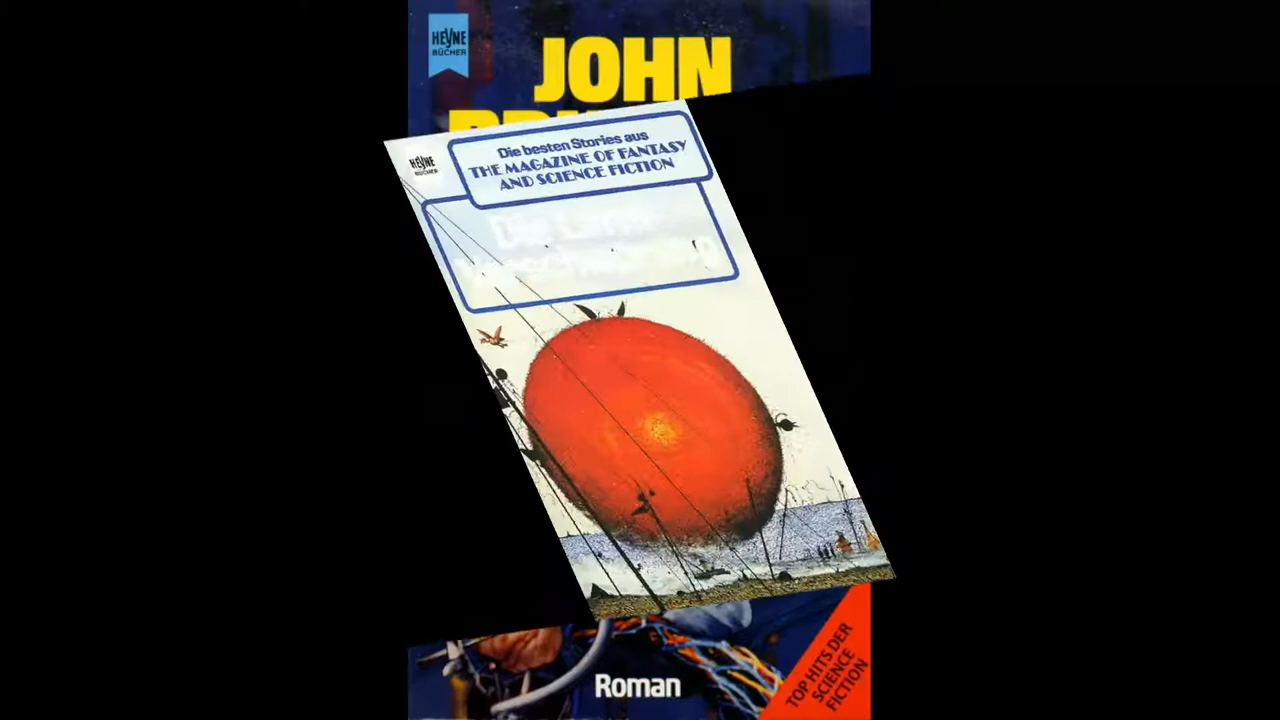 HEYNE
BÜCHER
JOHN
HEYNE
BÜCHER
Die besten Stories aus
THE MAGAZINE OF FANTASY
AND SCIENCE FICTION
Roman
TOP HITS DER
SCIENCE
FICTION